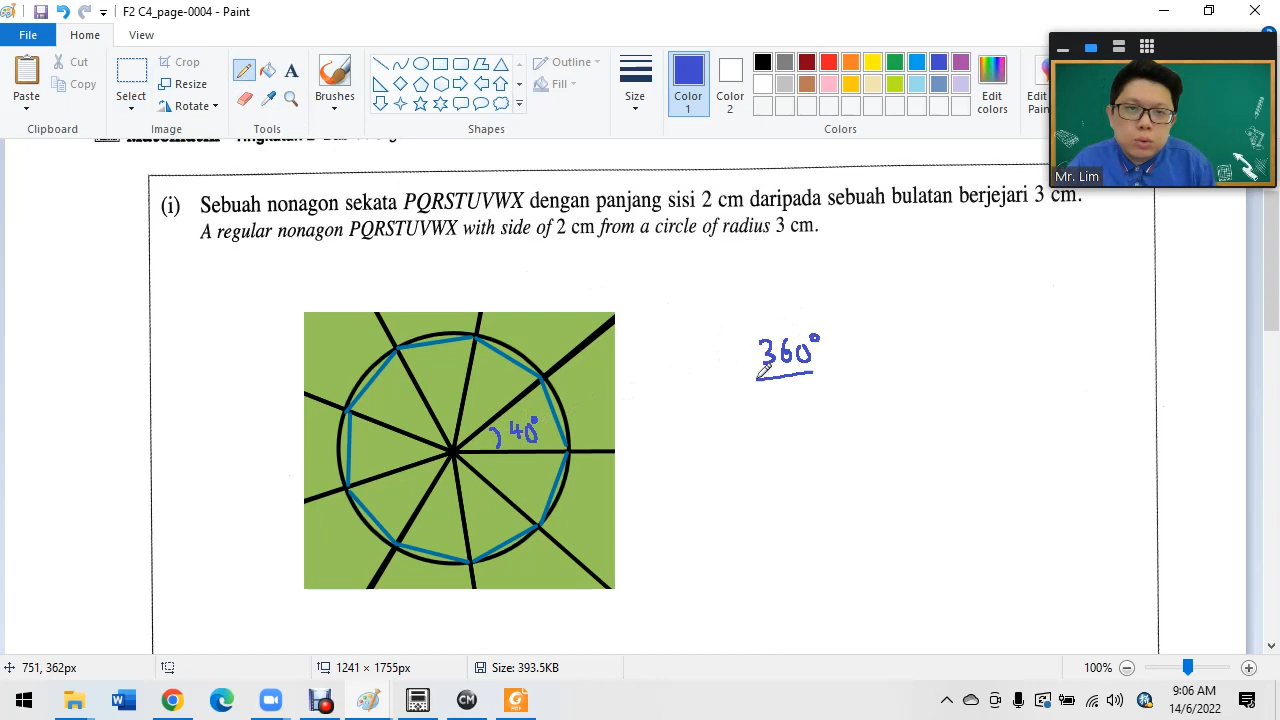 F2 C4_page-0004 - Paint
File Home View
Paste Cut Copy Clipboard
Select Crop Resize Rotate Image
A Tools
Brushes
Shapes
Outline Fill
Size
Color 1 Color 2
Edit colors
Colors
Mr. Lim
(i) Sebuah nonagon sekata PQRSTUVWX dengan panjang sisi 2 cm daripada sebuah bulatan berjejari 3 cm.
A regular nonagon PQRSTUVWX with side of 2 cm from a circle of radius 3 cm.
360°
40°
751, 362px 1241 × 1755px Size: 393.5KB 100%
9:06 AM
14/6/2022